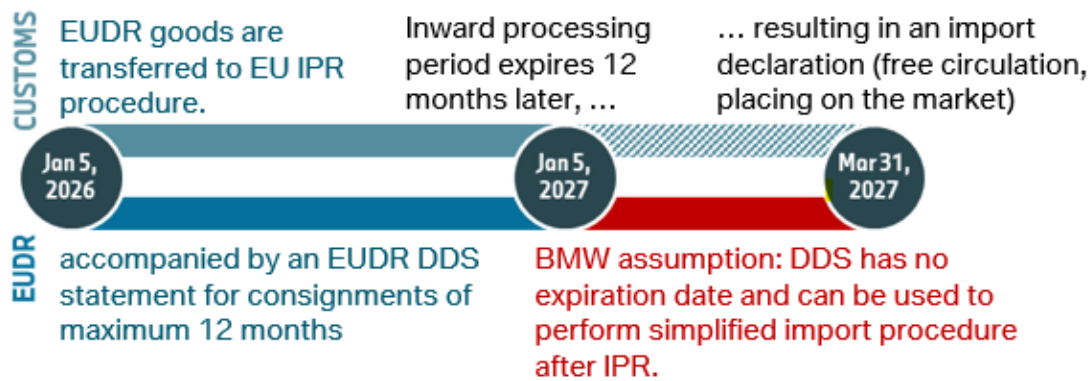 CUSTOMS
EUDR goods are
transferred to EU IPR
procedure.
Inward processing
period expires 12
months later, ...
... resulting in an import
declaration (free circulation,
placing on the market)
Jan 5,
2026
Jan 5,
2027
Mar 31,
2027
EUDR
accompanied by an EUDR DDS
statement for consignments of
maximum 12 months
BMW assumption: DDS has no
expiration date and can be used to
perform simplified import procedure
after IPR.